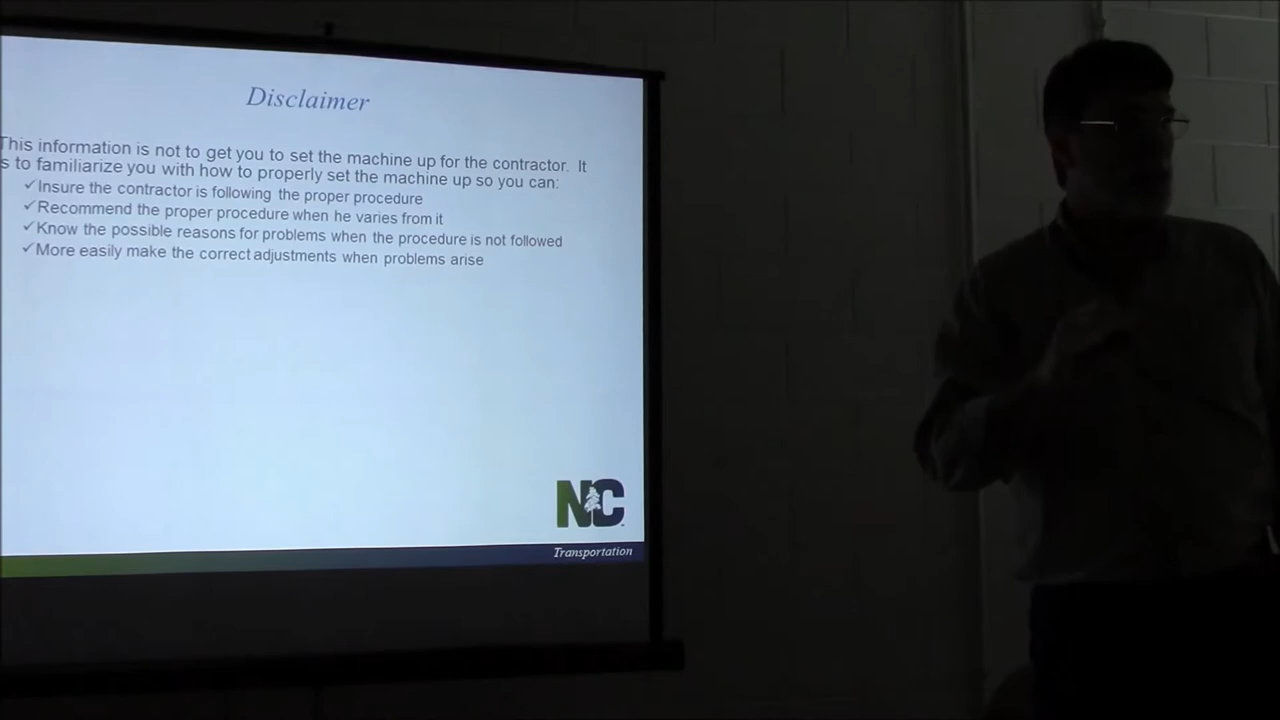 Disclaimer
This information is not to get you to set the machine up for the contractor. It
s to familiarize you with how to properly set the machine up so you can:
✓Insure the contractor is following the proper procedure
✓Recommend the proper procedure when he varies from it
✓Know the possible reasons for problems when the procedure is not followed
✓More easily make the correct adjustments when problems arise
NC
Transportation